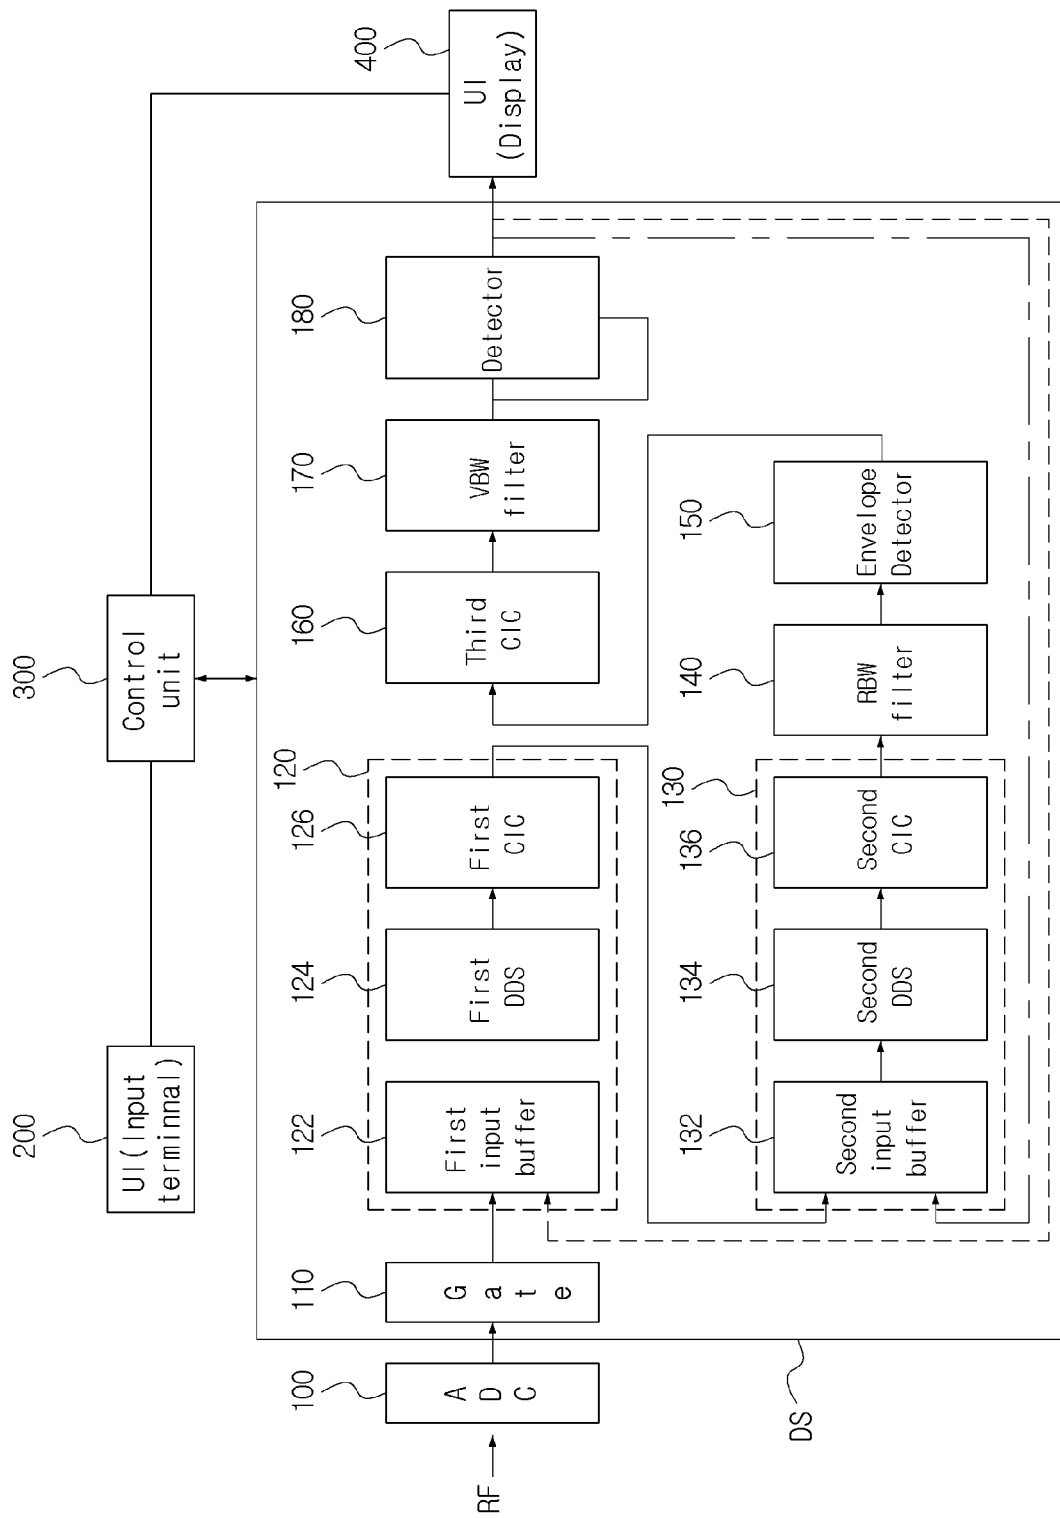 200
UI(Input
terminnal)
300
Control
unit
400
UI
(Display)
RF
100
ADC
110
Gate
120
122
First
input
buffer
124
First
DDS
126
First
CIC
160
Third
CIC
170
VBW
filter
180
Detector
130
132
Second
input
buffer
134
Second
DDS
136
Second
CIC
140
RBW
filter
150
Envelope
Detector
DS